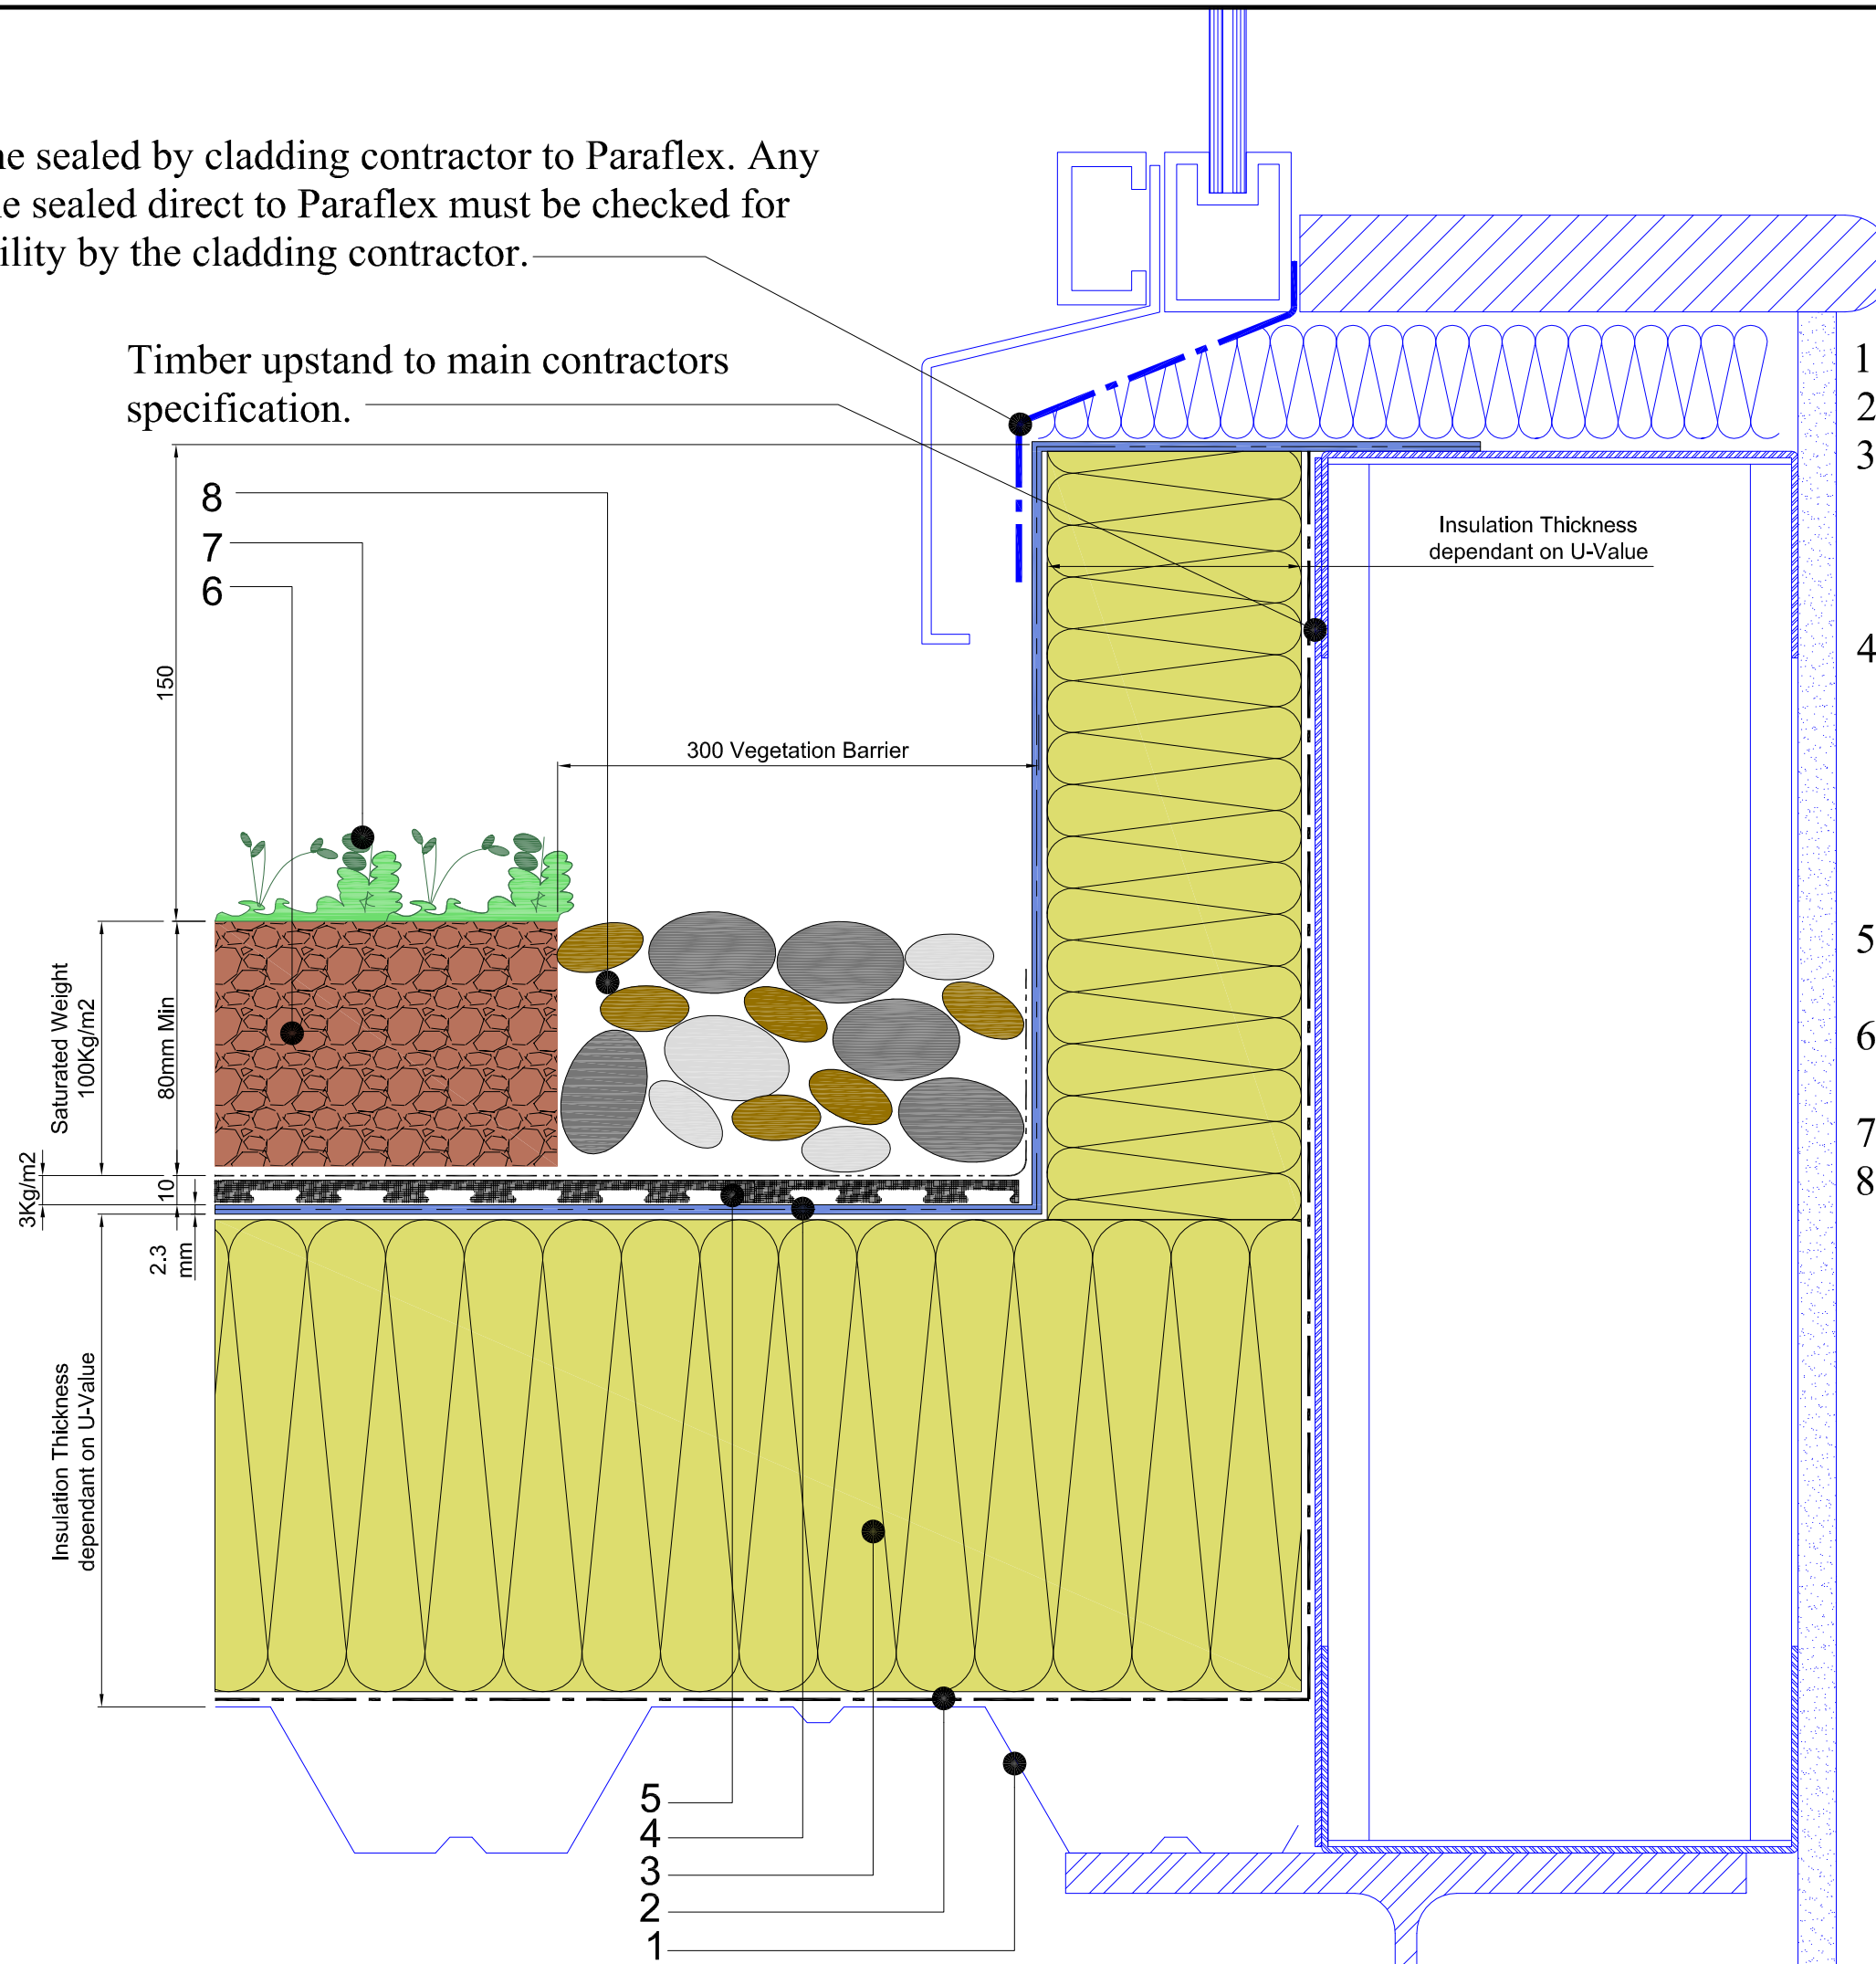 sealed by cladding contractor to Paraflex. Any
sealed direct to Paraflex must be checked for
by the cladding contractor.
Timber upstand to main contractors
specification.
8
7
6
150
300 Vegetation Barrier
Insulation Thickness
dependant on U-Value
Saturated Weight
100Kg/m2
80mm Min
3Kg/m2
10
2.3
mm
Insulation Thickness
dependant on U-Value
5
4
3
2
1
1
2
3
4
5
6
7
8